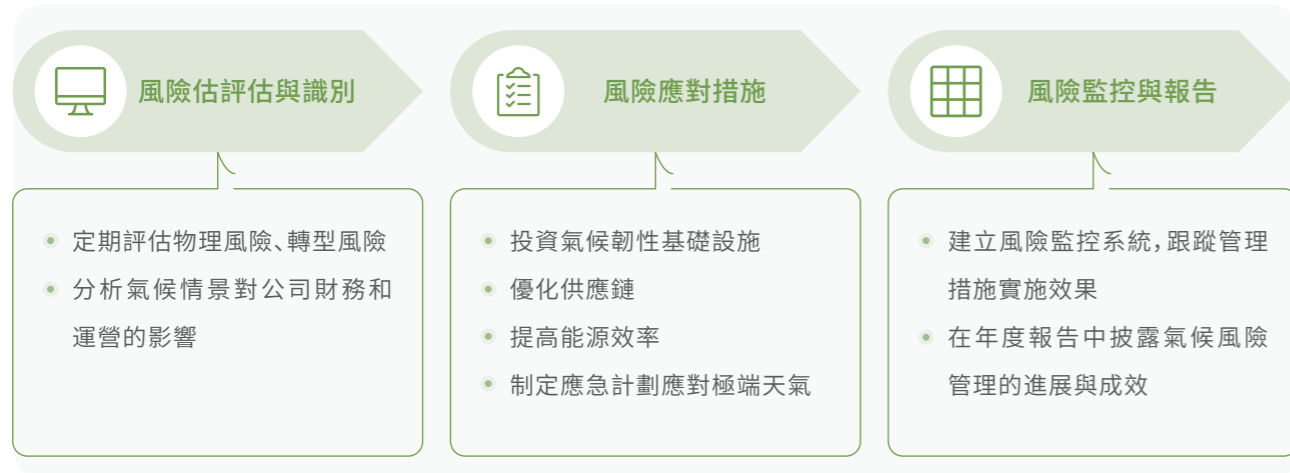 風險估評估與識別
定期評估物理風險、轉型風險
分析氣候情景對公司財務和
運營的影響
風險應對措施
投資氣候韌性基礎設施
優化供應鏈
提高能源效率
制定應急計劃應對極端天氣
風險監控與報告
建立風險監控系統，跟蹤管理
措施實施效果
在年度報告中披露氣候風險
管理的進展與成效